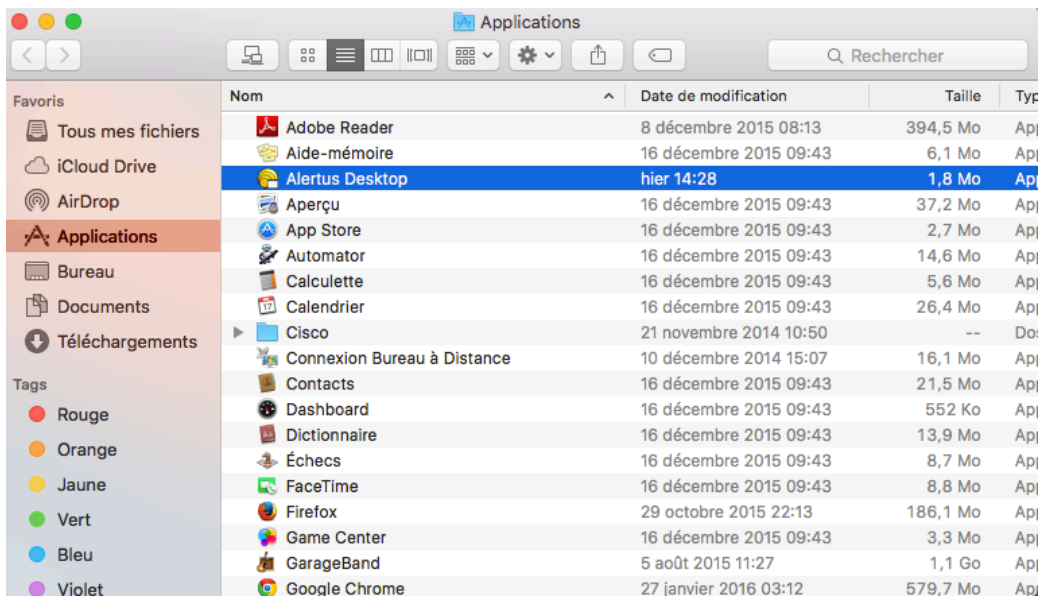 Applications
Rechercher
Favoris
Tous mes fichiers
iCloud Drive
AirDrop
Applications
Bureau
Documents
Téléchargements
Tags
Rouge
Orange
Jaune
Vert
Bleu
Violet
Nom Date de modification Taille Typ
Adobe Reader 8 décembre 2015 08:13 394,5 Mo App
Aide-mémoire 16 décembre 2015 09:43 6,1 Mo App
Alertus Desktop hier 14:28 1,8 Mo App
Aperçu 16 décembre 2015 09:43 37,2 Mo App
App Store 16 décembre 2015 09:43 2,7 Mo App
Automator 16 décembre 2015 09:43 14,6 Mo App
Calculette 16 décembre 2015 09:43 5,6 Mo App
17 Calendrier 16 décembre 2015 09:43 26,4 Mo App
Cisco 21 novembre 2014 10:50 -- Dos
Connexion Bureau à Distance 10 décembre 2014 15:07 16,1 Mo App
Contacts 16 décembre 2015 09:43 21,5 Mo App
Dashboard 16 décembre 2015 09:43 552 Ko App
Dictionnaire 16 décembre 2015 09:43 13,9 Mo App
Échecs 16 décembre 2015 09:43 8,7 Mo App
FaceTime 16 décembre 2015 09:43 8,8 Mo App
Firefox 29 octobre 2015 22:13 186,1 Mo App
Game Center 16 décembre 2015 09:43 3,3 Mo App
GarageBand 5 août 2015 11:27 1,1 Go App
Google Chrome 27 janvier 2016 03:12 579,7 Mo App